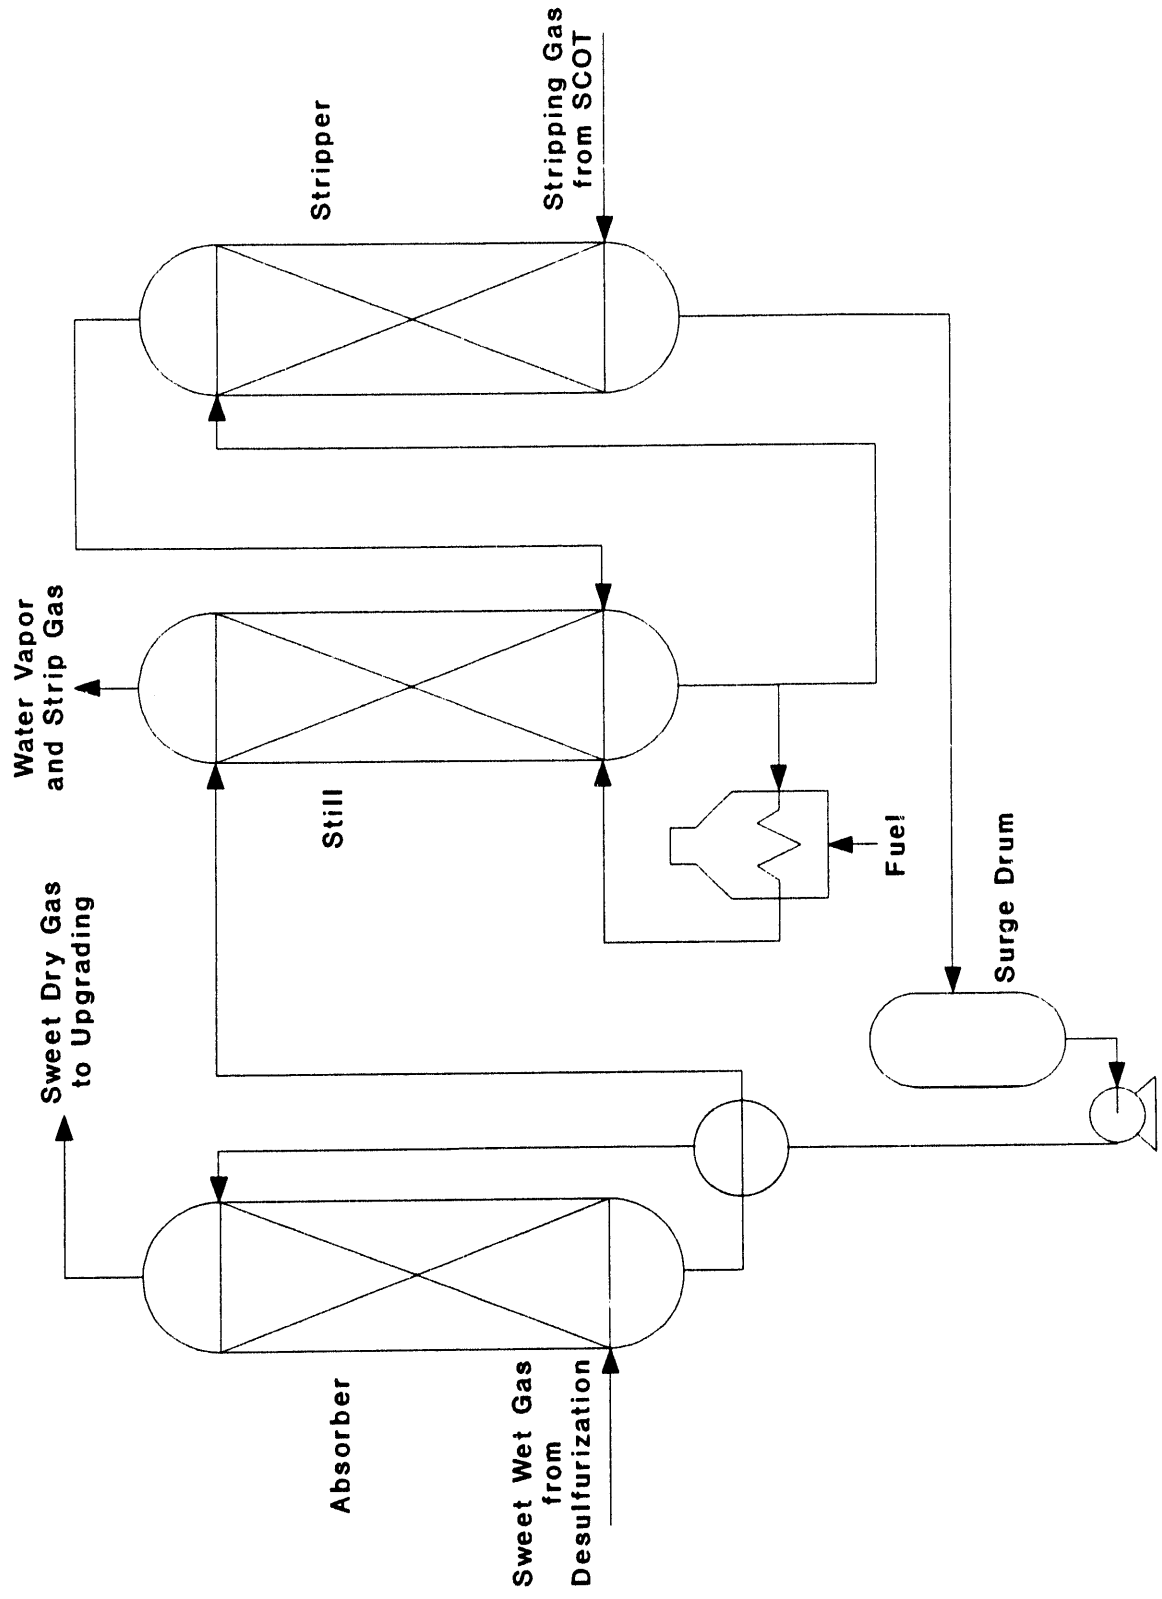 Sweet Dry Gas
to Upgrading
Water Vapor
and Strip Gas
Absorber
Still
Stripper
Sweet Wet Gas
from
Desulfurization
Stripping Gas
from SCOT
Fuel
Surge Drum